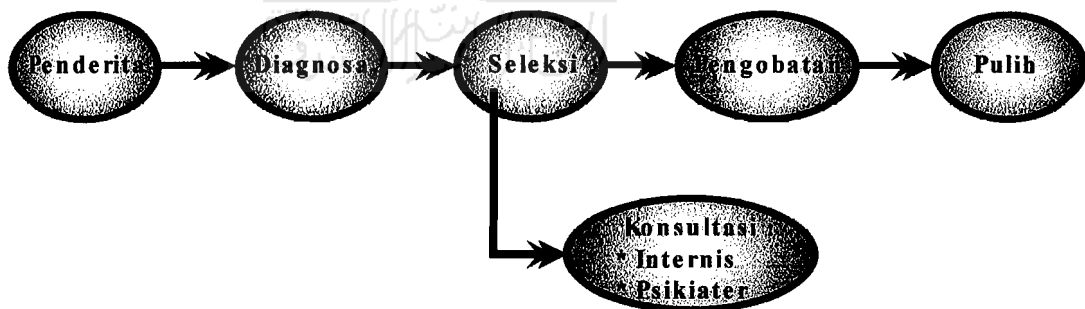 Penderita
Diagnosa
Seleksi
Pengobatan
Pulih
Konsultasi
* Internis
* Psikiater